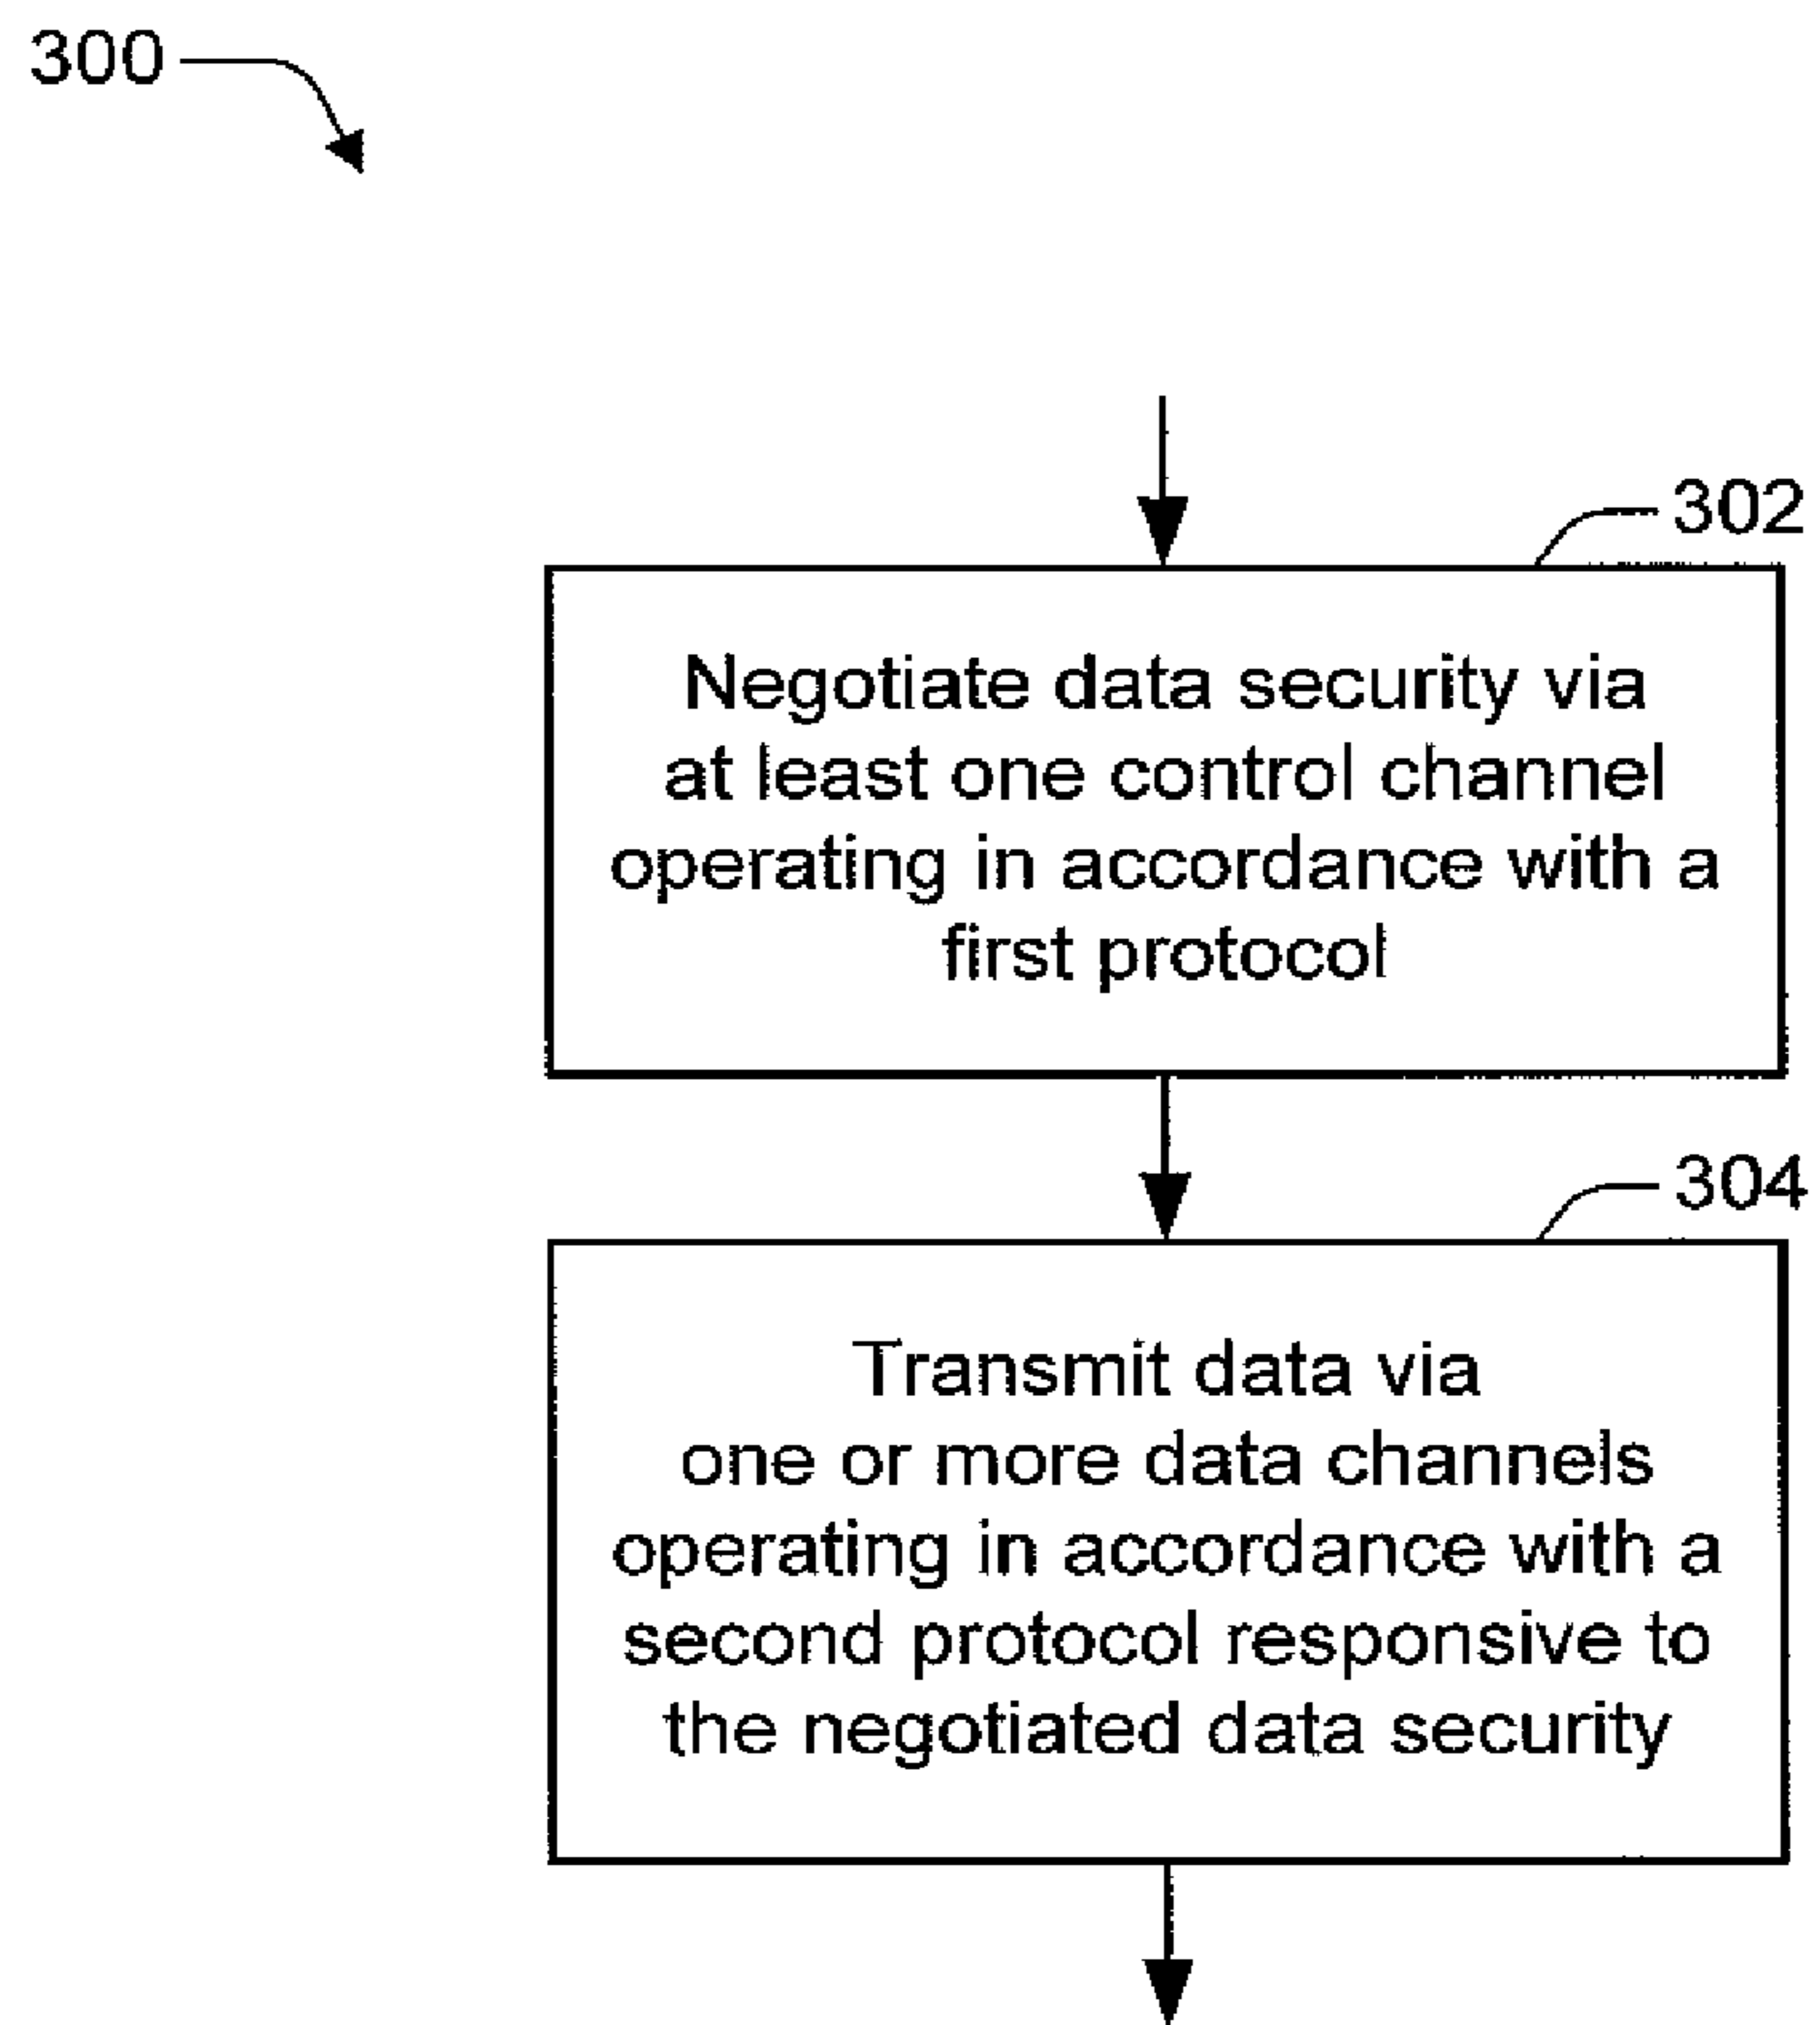 300
302
Negotiate data security via
at least one control channel
operating in accordance with a
first protocol
304
Transmit data via
one or more data channels
operating in accordance with a
second protocol responsive to
the negotiated data security